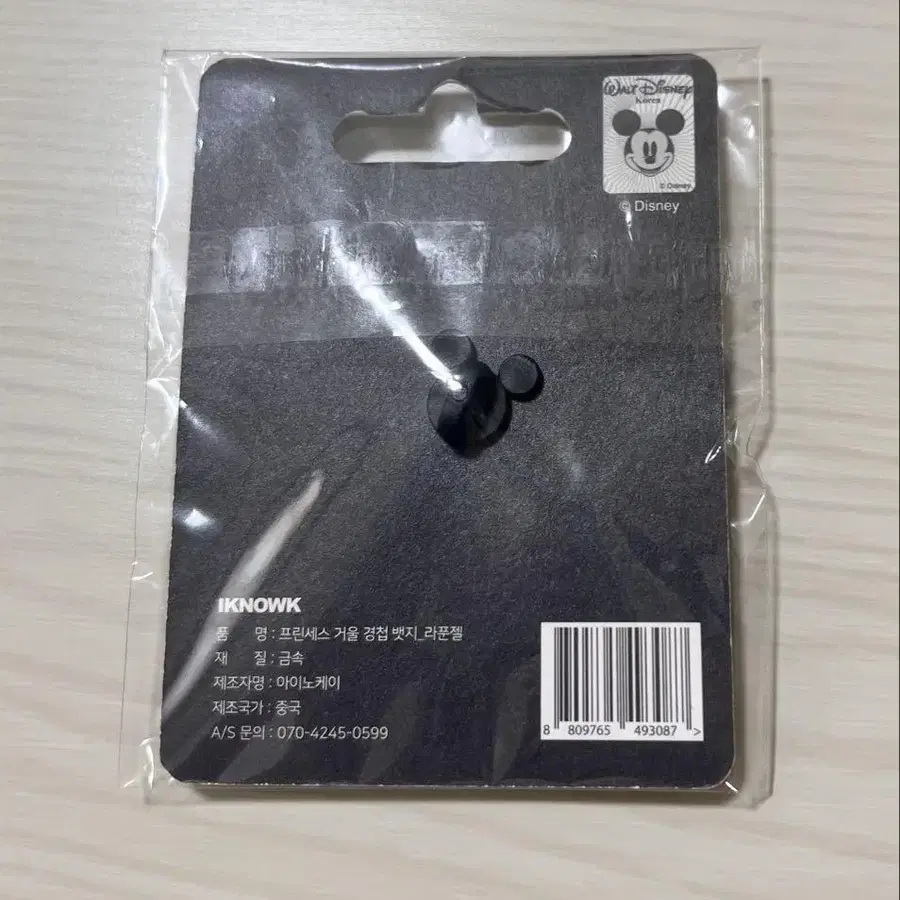 WALT DISNEY
Korea
© Disney
© Disney
IKNOWK
품 명 : 프린세스 거울 경첩 뱃지_라푼젤
재 질 : 금속
제조자명 : 아이노케이
제조국가 : 중국
A/S 문의 : 070-4245-0599
8 809765 493087 >